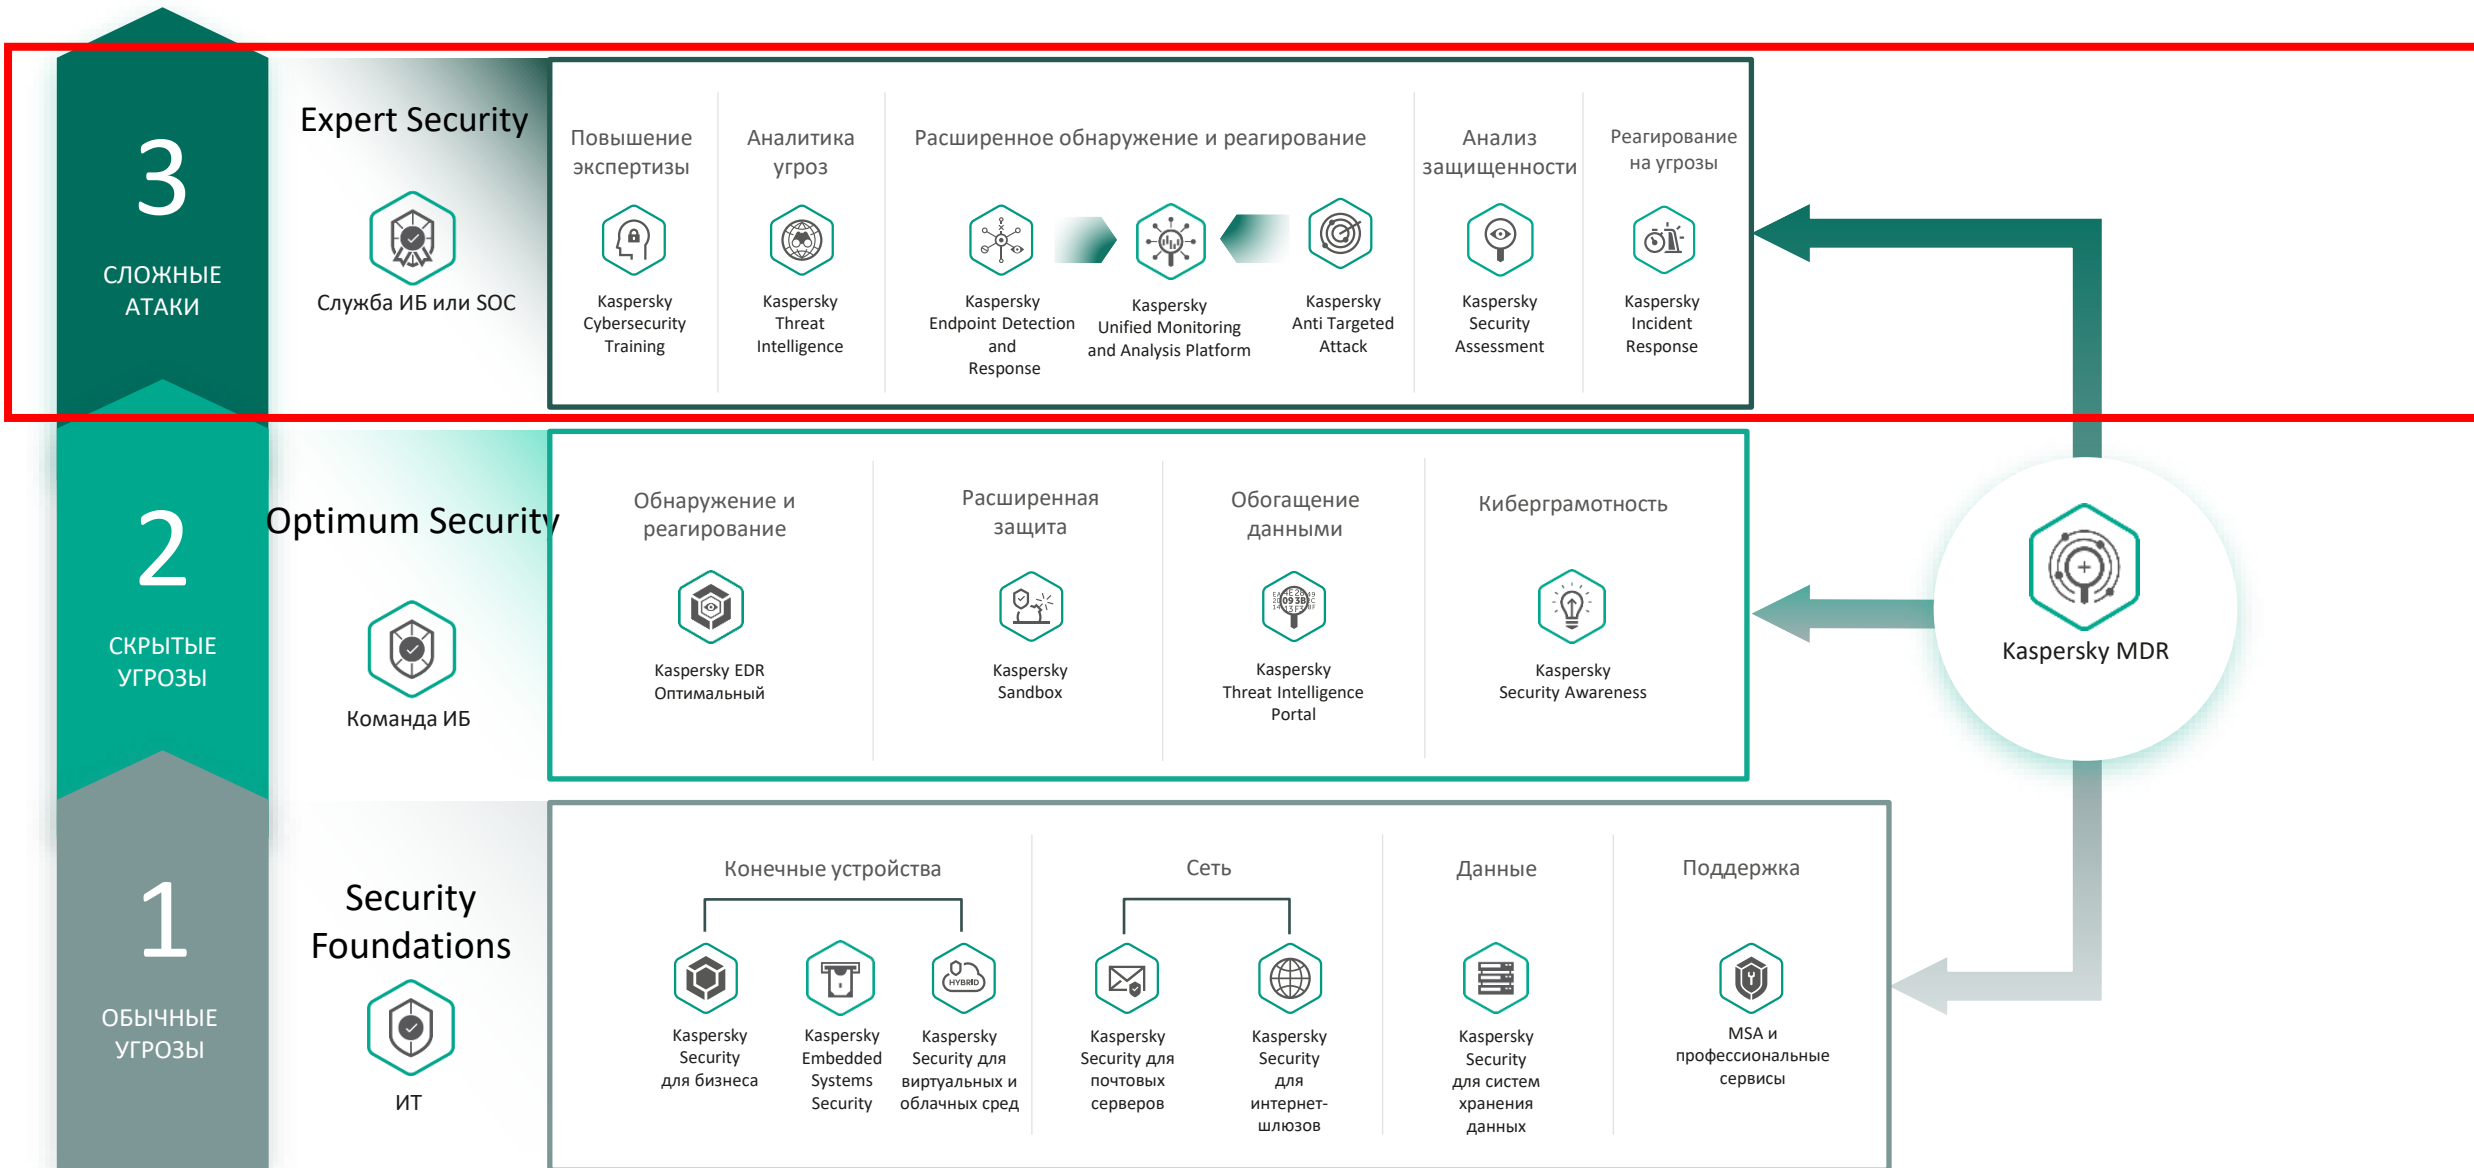 3
СЛОЖНЫЕ
АТАКИ
Expert Security
Служба ИБ или SOC
Повышение
экспертизы
Kaspersky
Cybersecurity
Training
Аналитика
угроз
Kaspersky
Threat
Intelligence
Расширенное обнаружение и реагирование
Kaspersky
Endpoint Detection
and
Response
Kaspersky
Unified Monitoring
and Analysis Platform
Kaspersky
Anti Targeted
Attack
Анализ
защищенности
Kaspersky
Security
Assessment
Реагирование
на угрозы
Kaspersky
Incident
Response
2
СКРЫТЫЕ
УГРОЗЫ
Optimum Security
Команда ИБ
Обнаружение и
реагирование
Kaspersky EDR
Оптимальный
Расширенная
защита
Kaspersky
Sandbox
Обогащение
данными
093B
Kaspersky
Threat Intelligence
Portal
Киберграмотность
Kaspersky
Security Awareness
Kaspersky MDR
1
ОБЫЧНЫЕ
УГРОЗЫ
Security
Foundations
ИТ
Конечные устройства
Kaspersky
Security
для бизнеса
Kaspersky
Embedded
Systems
Security
HYBRID
Kaspersky
Security для
виртуальных и
облачных сред
Сеть
Kaspersky
Security для
почтовых
серверов
Kaspersky
Security
для
интернет-
шлюзов
Данные
Kaspersky
Security
для систем
хранения
данных
Поддержка
MSA и
профессиональные
сервисы